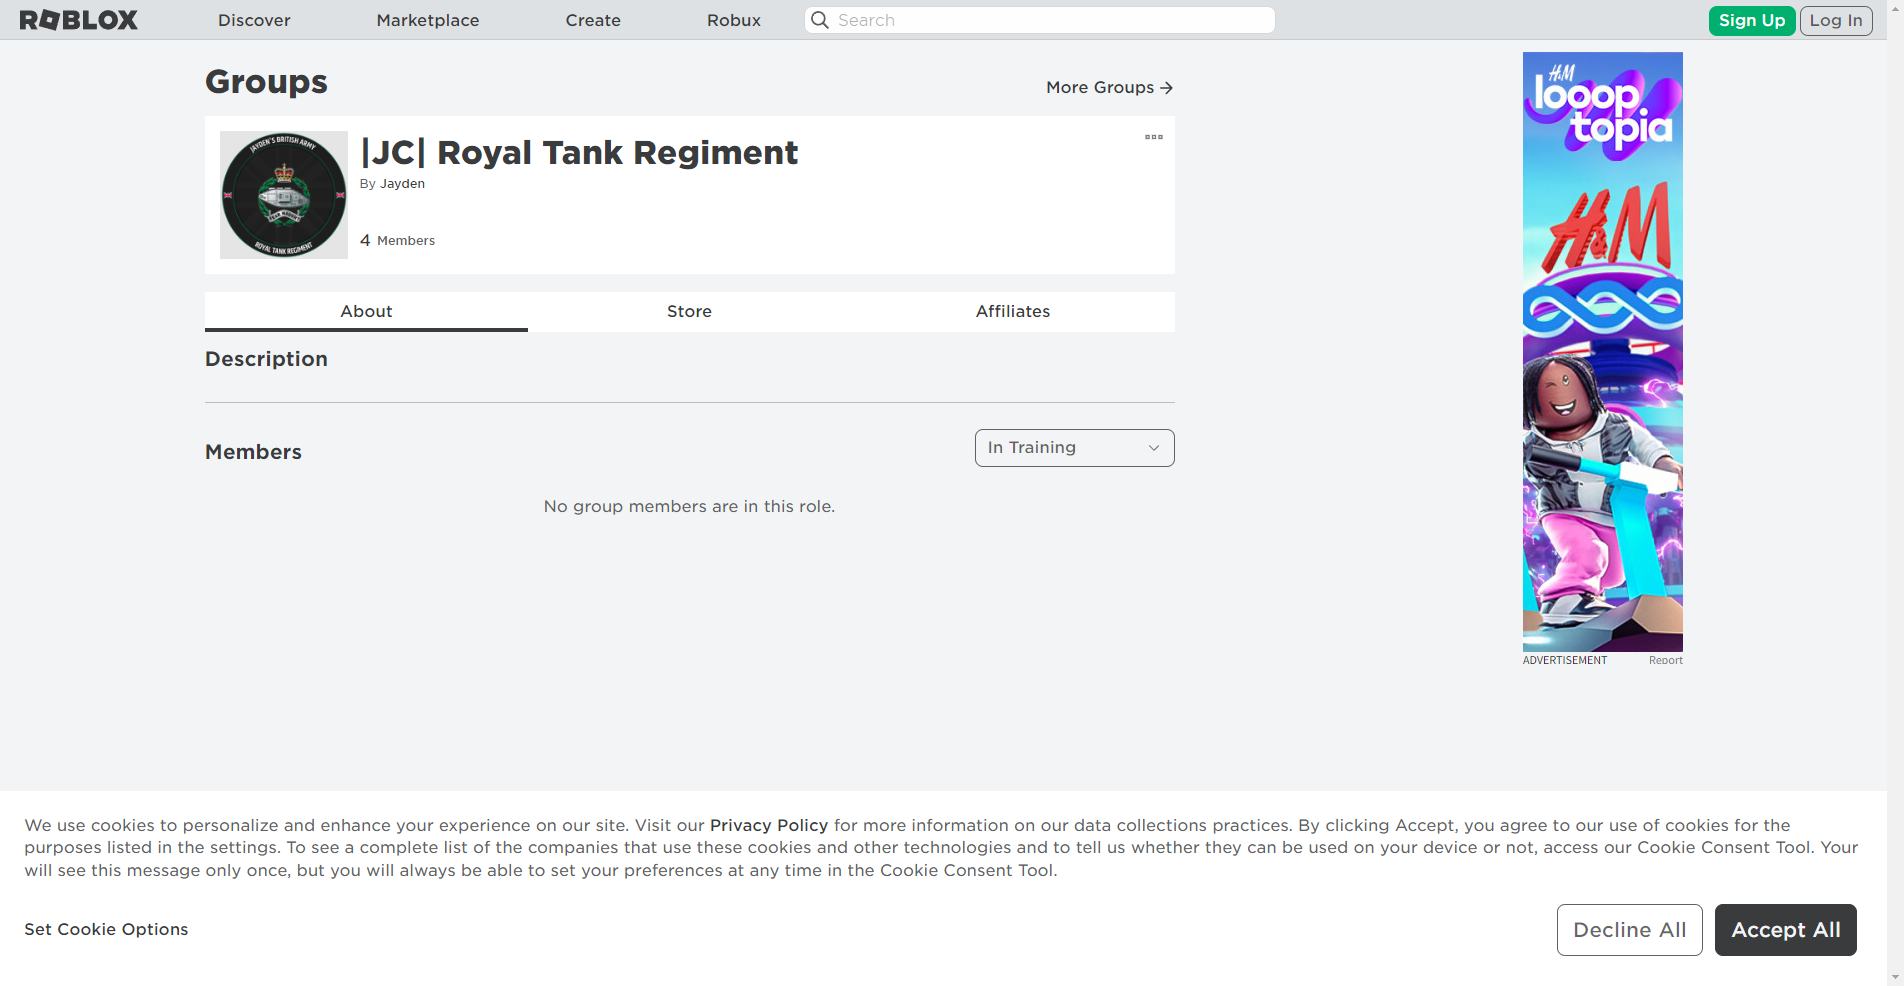 ROBLOX
Discover
Marketplace
Create
Robux
Search
Sign Up
Log In
Groups
More Groups
JAYDEN'S BRITISH ARMY
FEAR NAUGHT
ROYAL TANK REGIMENT
|JC| Royal Tank Regiment
By Jayden
4 Members
About
Store
Affiliates
Description
Members
In Training
No group members are in this role.
H&M
looop
topia
H&M
ADVERTISEMENT
Report
We use cookies to personalize and enhance your experience on our site. Visit our Privacy Policy for more information on our data collections practices. By clicking Accept, you agree to our use of cookies for the
purposes listed in the settings. To see a complete list of the companies that use these cookies and other technologies and to tell us whether they can be used on your device or not, access our Cookie Consent Tool. Your
will see this message only once, but you will always be able to set your preferences at any time in the Cookie Consent Tool.
Set Cookie Options
Decline All
Accept All